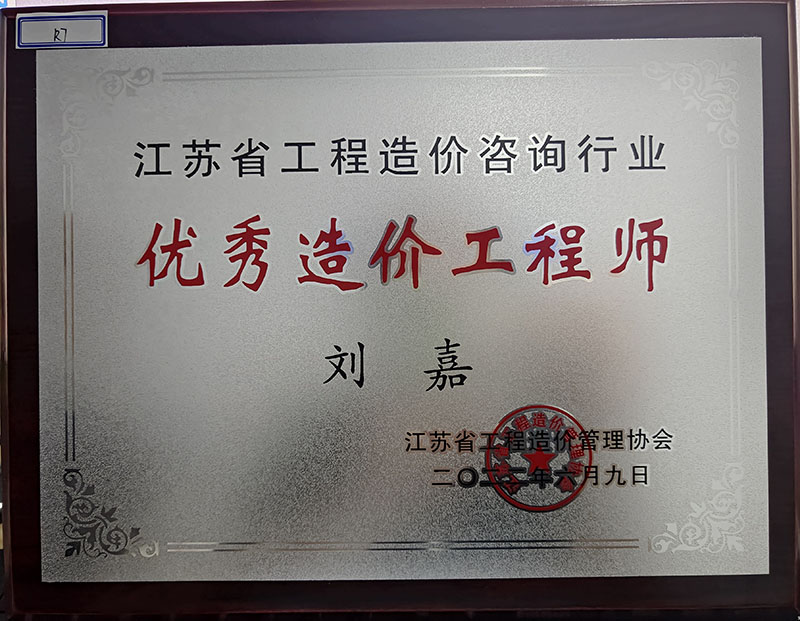 R7
江苏省工程造价咨询行业
优秀造价工程师
刘嘉
江苏省工程造价管理协会
二〇二二年六月九日